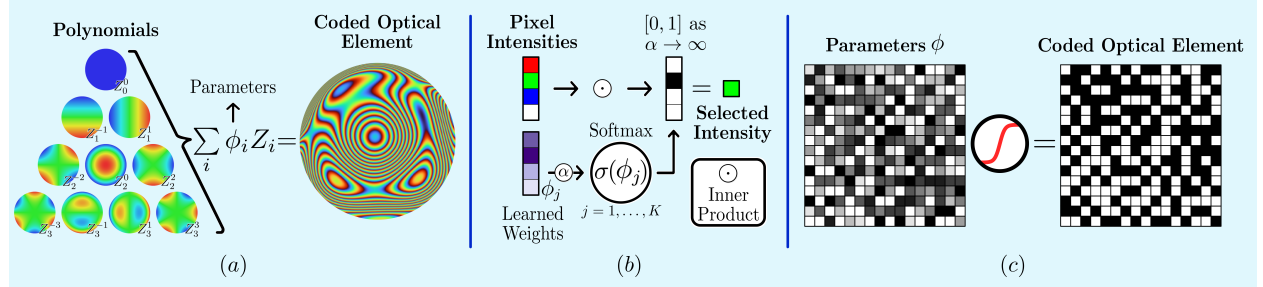 Polynomials
Z_0^0
Z_1^{-1} Z_1^1
Z_2^{-2} Z_2^0 Z_2^2
Z_3^{-3} Z_3^{-1} Z_3^1 Z_3^3
Parameters
∑_i ϕ_i Z_i =
Coded Optical
Element
(a)
Pixel
Intensities
[0, 1] as
α → ∞
→ ⊙ → =
Selected
Intensity
Softmax
α
σ(ϕ_j)
ϕ_j
j = 1, . . . , K
Learned
Weights
⊙
Inner
Product
(b)
Parameters ϕ
=
Coded Optical Element
(c)